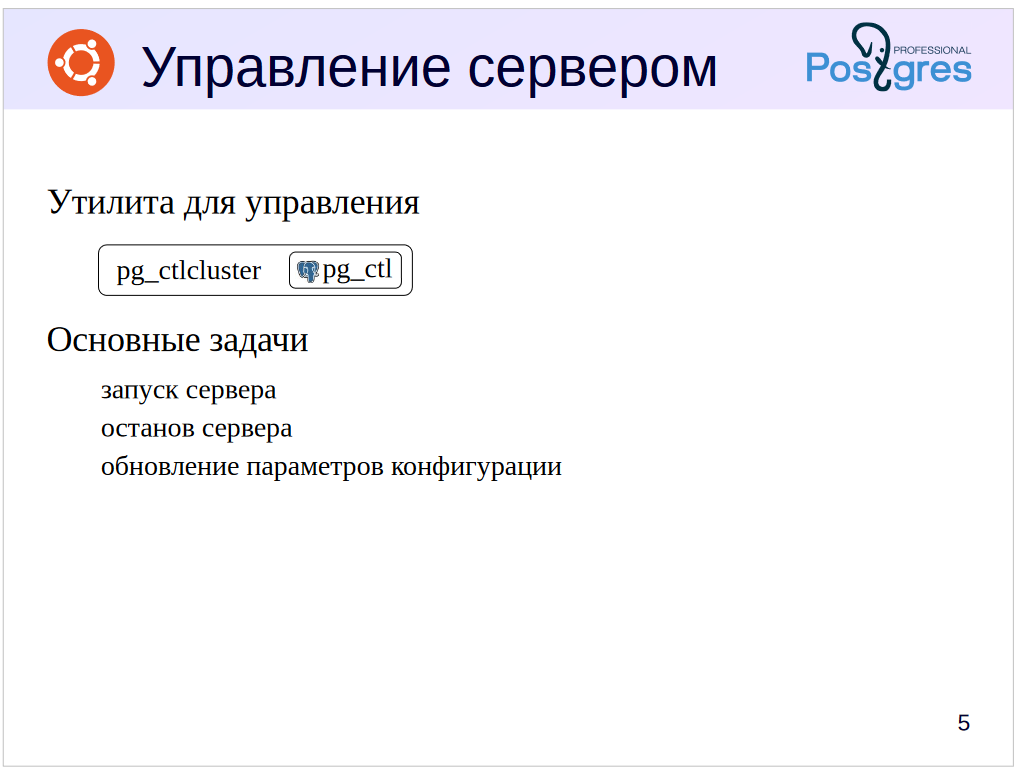 Управление сервером
PROFESSIONAL
Postgres
Утилита для управления
pg_ctlcluster pg_ctl
Основные задачи
запуск сервера
останов сервера
обновление параметров конфигурации
5